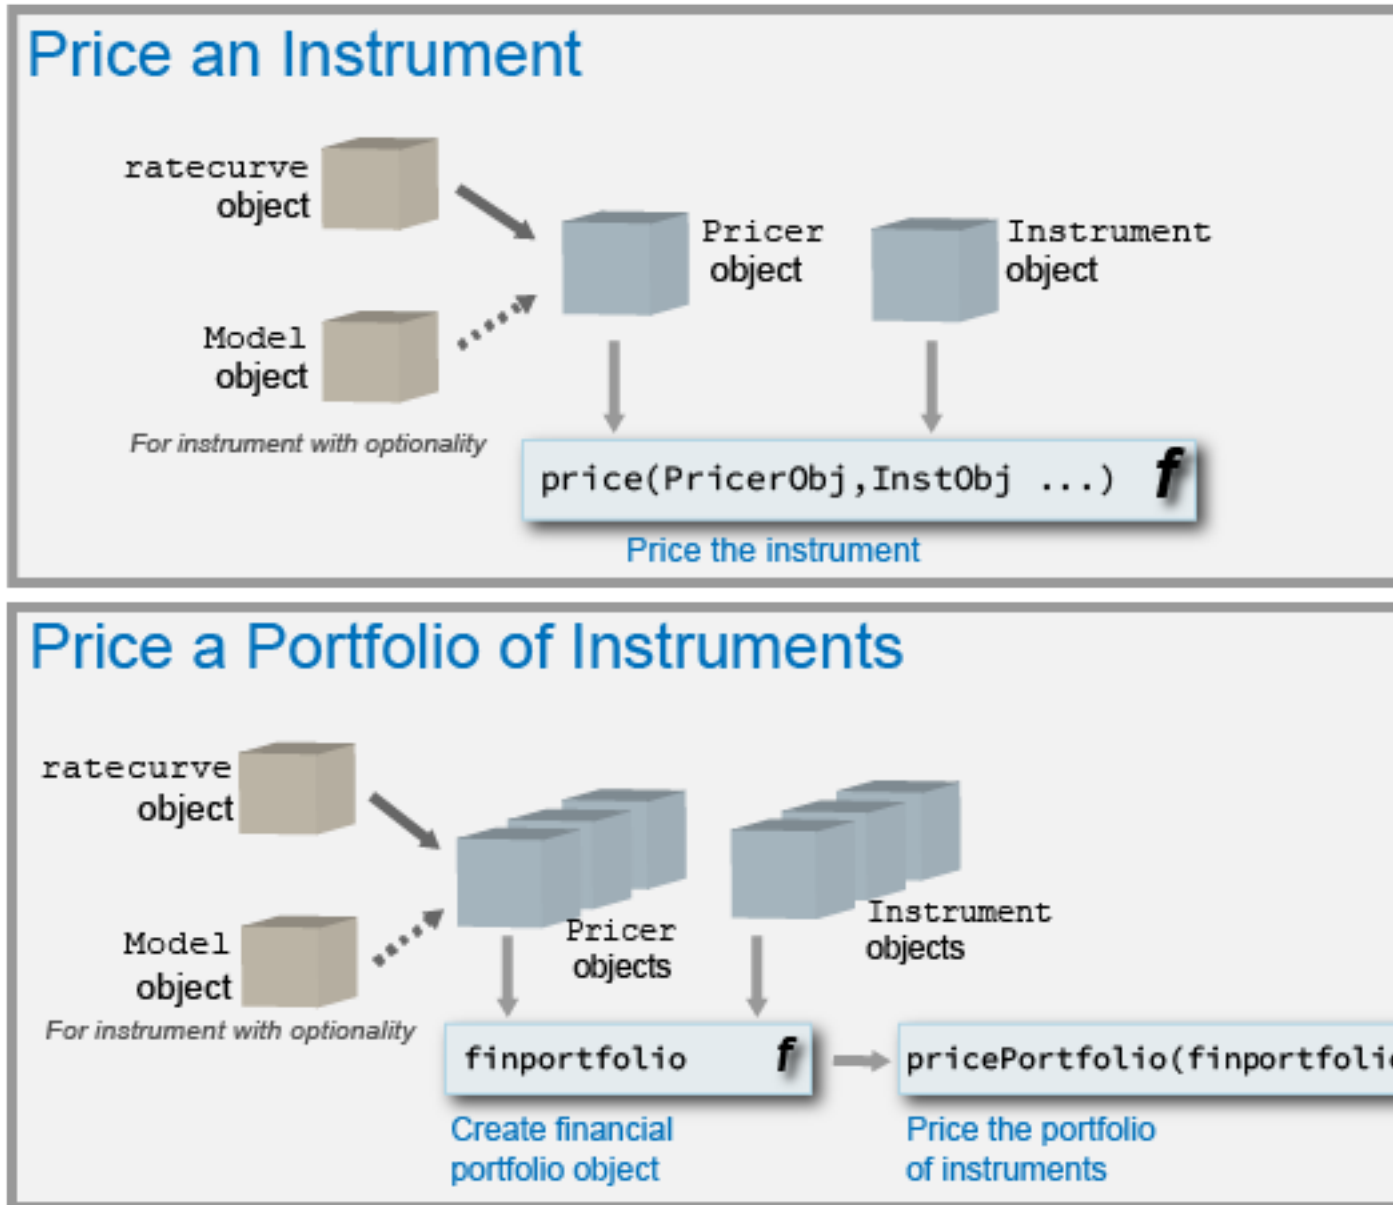 Price an Instrument
ratecurve
object
Pricer
object
Instrument
object
Model
object
For instrument with optionality
price(PricerObj,InstObj ...)
f
Price the instrument
Price a Portfolio of Instruments
ratecurve
object
Model
object
Pricer
objects
Instrument
objects
For instrument with optionality
finportfolio
f
pricePortfolio(finportfolio
Create financial
portfolio object
Price the portfolio
of instruments